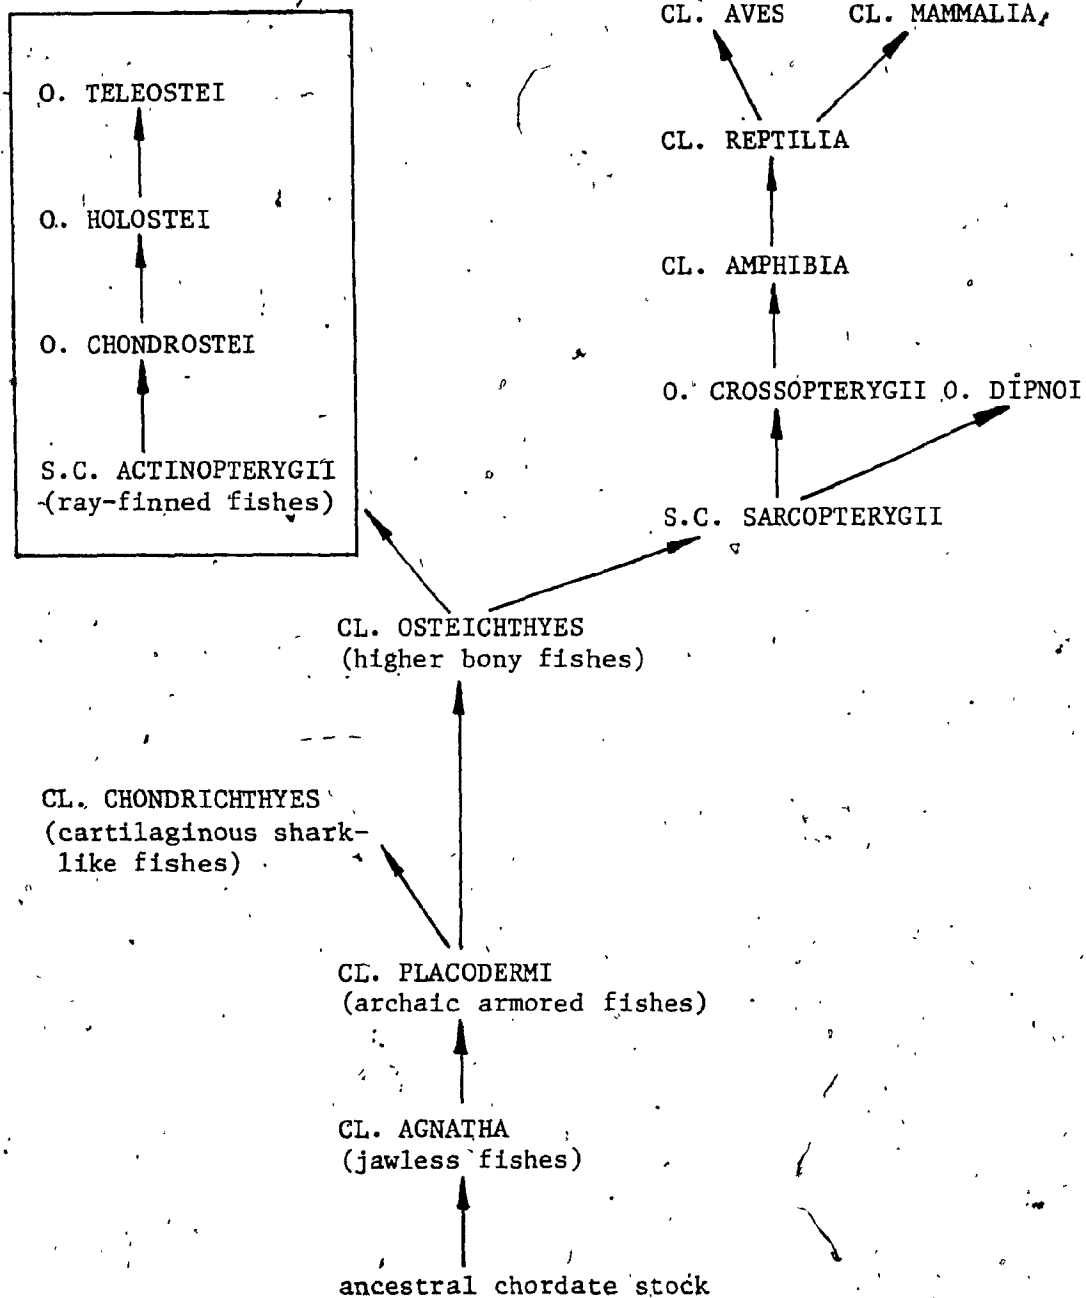 CL. AVES
CL. MAMMALIA
O. TELEOSTEI
CL. REPTILIA
O. HOLOSTEI
CL. AMPHIBIA
O. CHONDROSTEI
O. CROSSOPTERYGII
O. DIPNOI
S.C. ACTINOPTERYGII
(ray-finned fishes)
S.C. SARCOPTERYGII
CL. OSTEICHTHYES
(higher bony fishes)
CL. CHONDRICHTHYES
(cartilaginous shark-
like fishes)
CL. PLACODERMI
(archaic armored fishes)
CL. AGNATHA
(jawless fishes)
ancestral chordate stock